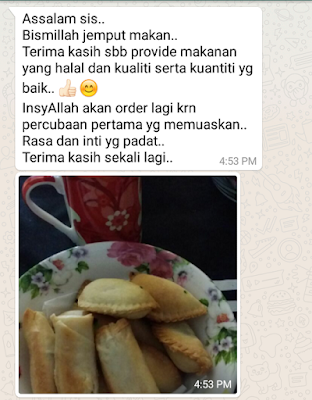 Assalam sis..
Bismillah jemput makan..
Terima kasih sbb provide makanan
yang halal dan kualiti serta kuantiti yg
baik.. 👍🏻😊
InsyAllah akan order lagi krn
percubaan pertama yg memuaskan..
Rasa dan inti yg padat..
Terima kasih sekali lagi..
4:53 PM
4:53 PM